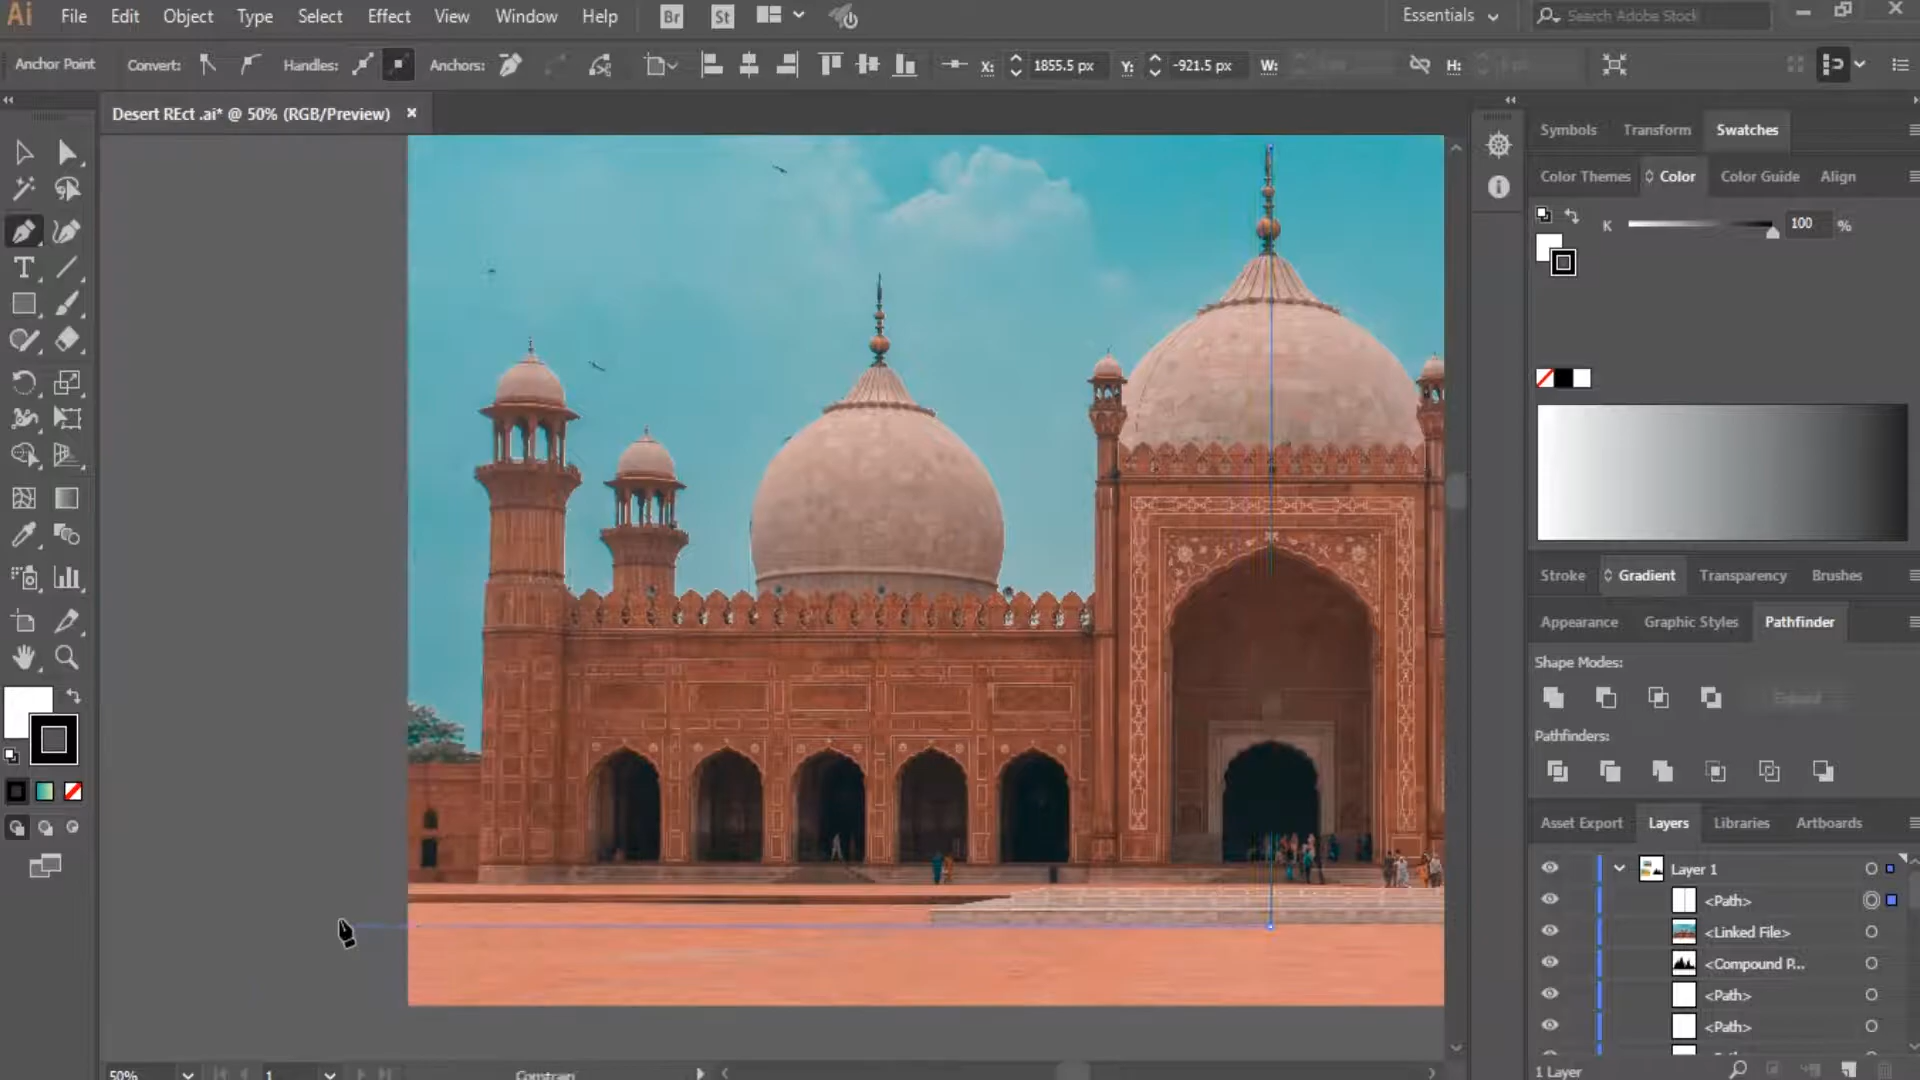 Ai File Edit Object Type Select Effect View Window Help Br St Essentials Search Adobe Stock
Anchor Point Convert: Handles: Anchors: X: 1855.5 px Y: -921.5 px W: H:
Desert REct .ai* @ 50% (RGB/Preview)
Symbols Transform Swatches
Color Themes Color Color Guide Align
K 100 %
Stroke Gradient Transparency Brushes
Appearance Graphic Styles Pathfinder
Shape Modes:
Expand
Pathfinders:
Asset Export Layers Libraries Artboards
Layer 1
<Path>
<Linked File>
<Compound P...
<Path>
<Path>
50% 1 Constrain
1 Layer